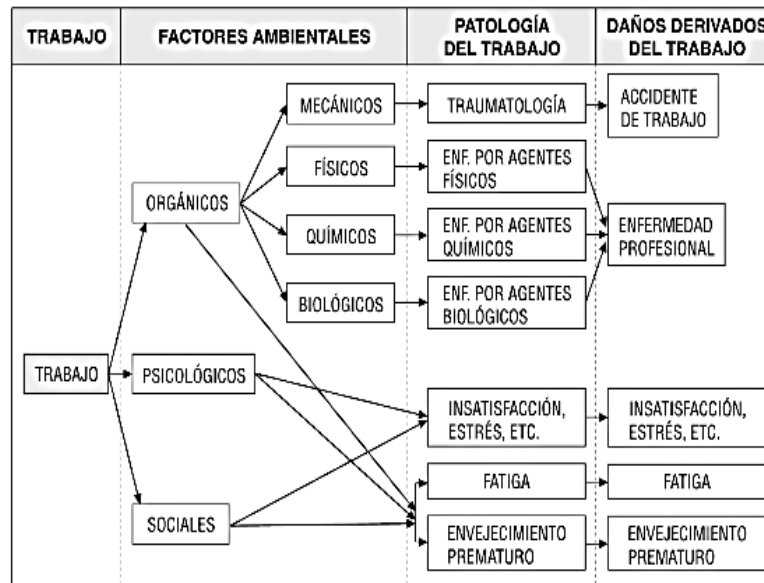 TRABAJO
FACTORES AMBIENTALES
PATOLOGÍA
DEL TRABAJO
DAÑOS DERIVADOS
DEL TRABAJO
MECÁNICOS
TRAUMATOLOGÍA
ACCIDENTE
DE TRABAJO
FÍSICOS
ENF. POR AGENTES
FÍSICOS
ORGÁNICOS
QUÍMICOS
ENF. POR AGENTES
QUÍMICOS
ENFERMEDAD
PROFESIONAL
BIOLÓGICOS
ENF. POR AGENTES
BIOLÓGICOS
TRABAJO
PSICOLÓGICOS
INSATISFACCIÓN,
ESTRÉS, ETC.
INSATISFACCIÓN,
ESTRÉS, ETC.
FATIGA
FATIGA
SOCIALES
ENVEJECIMIENTO
PREMATURO
ENVEJECIMIENTO
PREMATURO